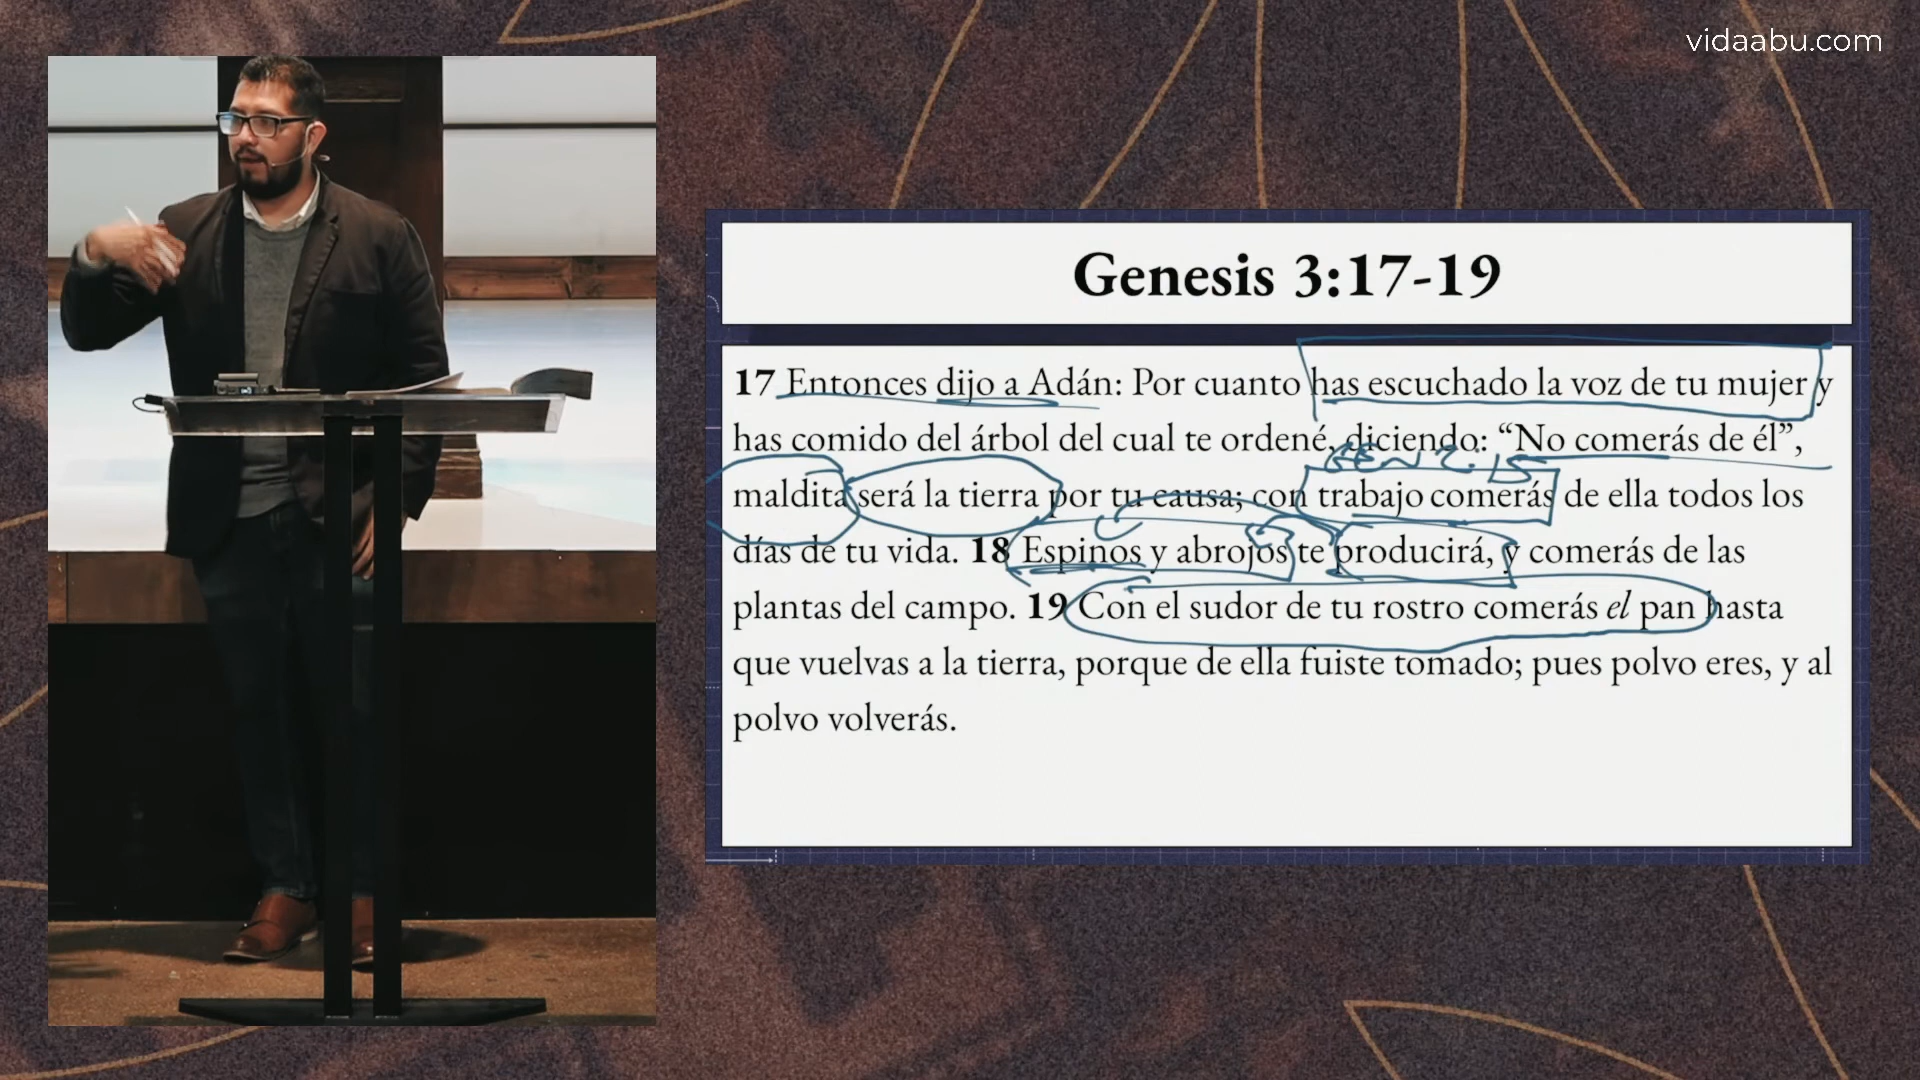 vidaabu.com
Genesis 3:17-19
17 Entonces dijo a Adán: Por cuanto has escuchado la voz de tu mujer y
has comido del árbol del cual te ordené, diciendo: “No comerás de él”,
GEN 2:15
maldita será la tierra por tu causa; con trabajo comerás de ella todos los
días de tu vida. 18 Espinos y abrojos te producirá, y comerás de las
plantas del campo. 19 Con el sudor de tu rostro comerás el pan hasta
que vuelvas a la tierra, porque de ella fuiste tomado; pues polvo eres, y al
polvo volverás.